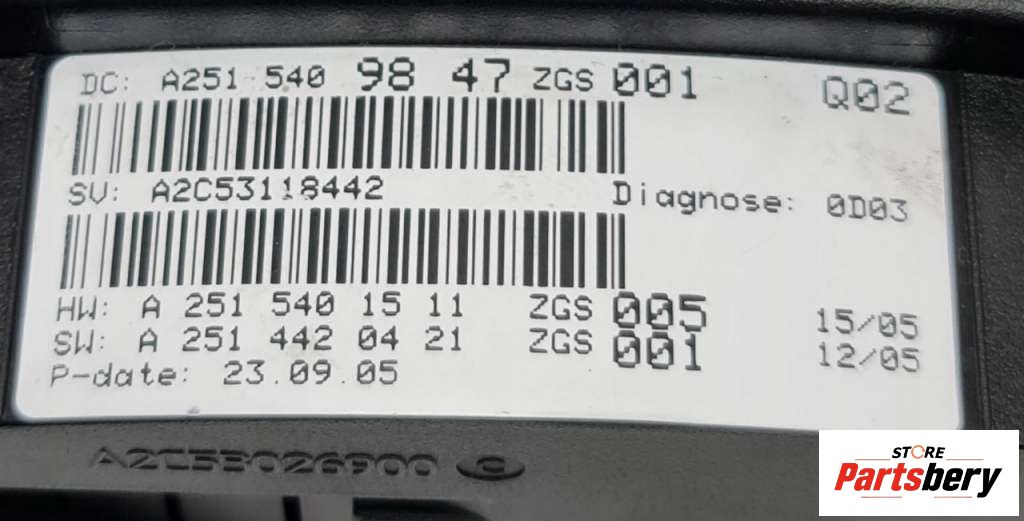 DC: A251 540 98 47 ZGS 001 Q02
SV: A2C53118442 Diagnose: 0D03
HW: A 251 540 15 11 ZGS 005 15/05
SW: A 251 442 04 21 ZGS 001 12/05
P-date: 23.09.05
A2C53026900
STORE
Partsbery